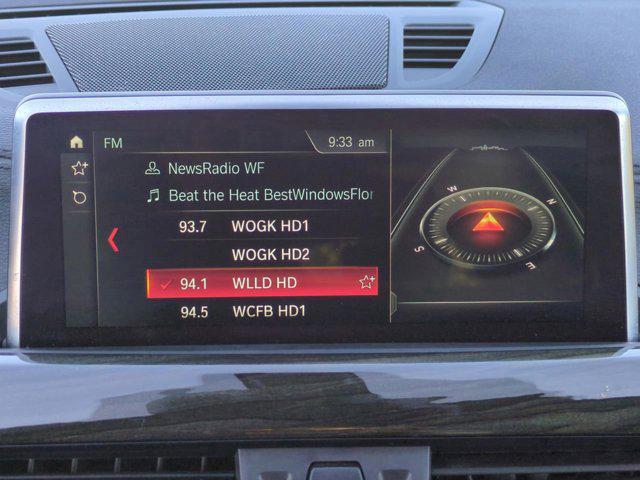 FM
9:33 am
NewsRadio WF
Beat the Heat BestWindowsFlor
93.7 WOGK HD1
WOGK HD2
94.1 WLLD HD
94.5 WCFB HD1
W N
S E